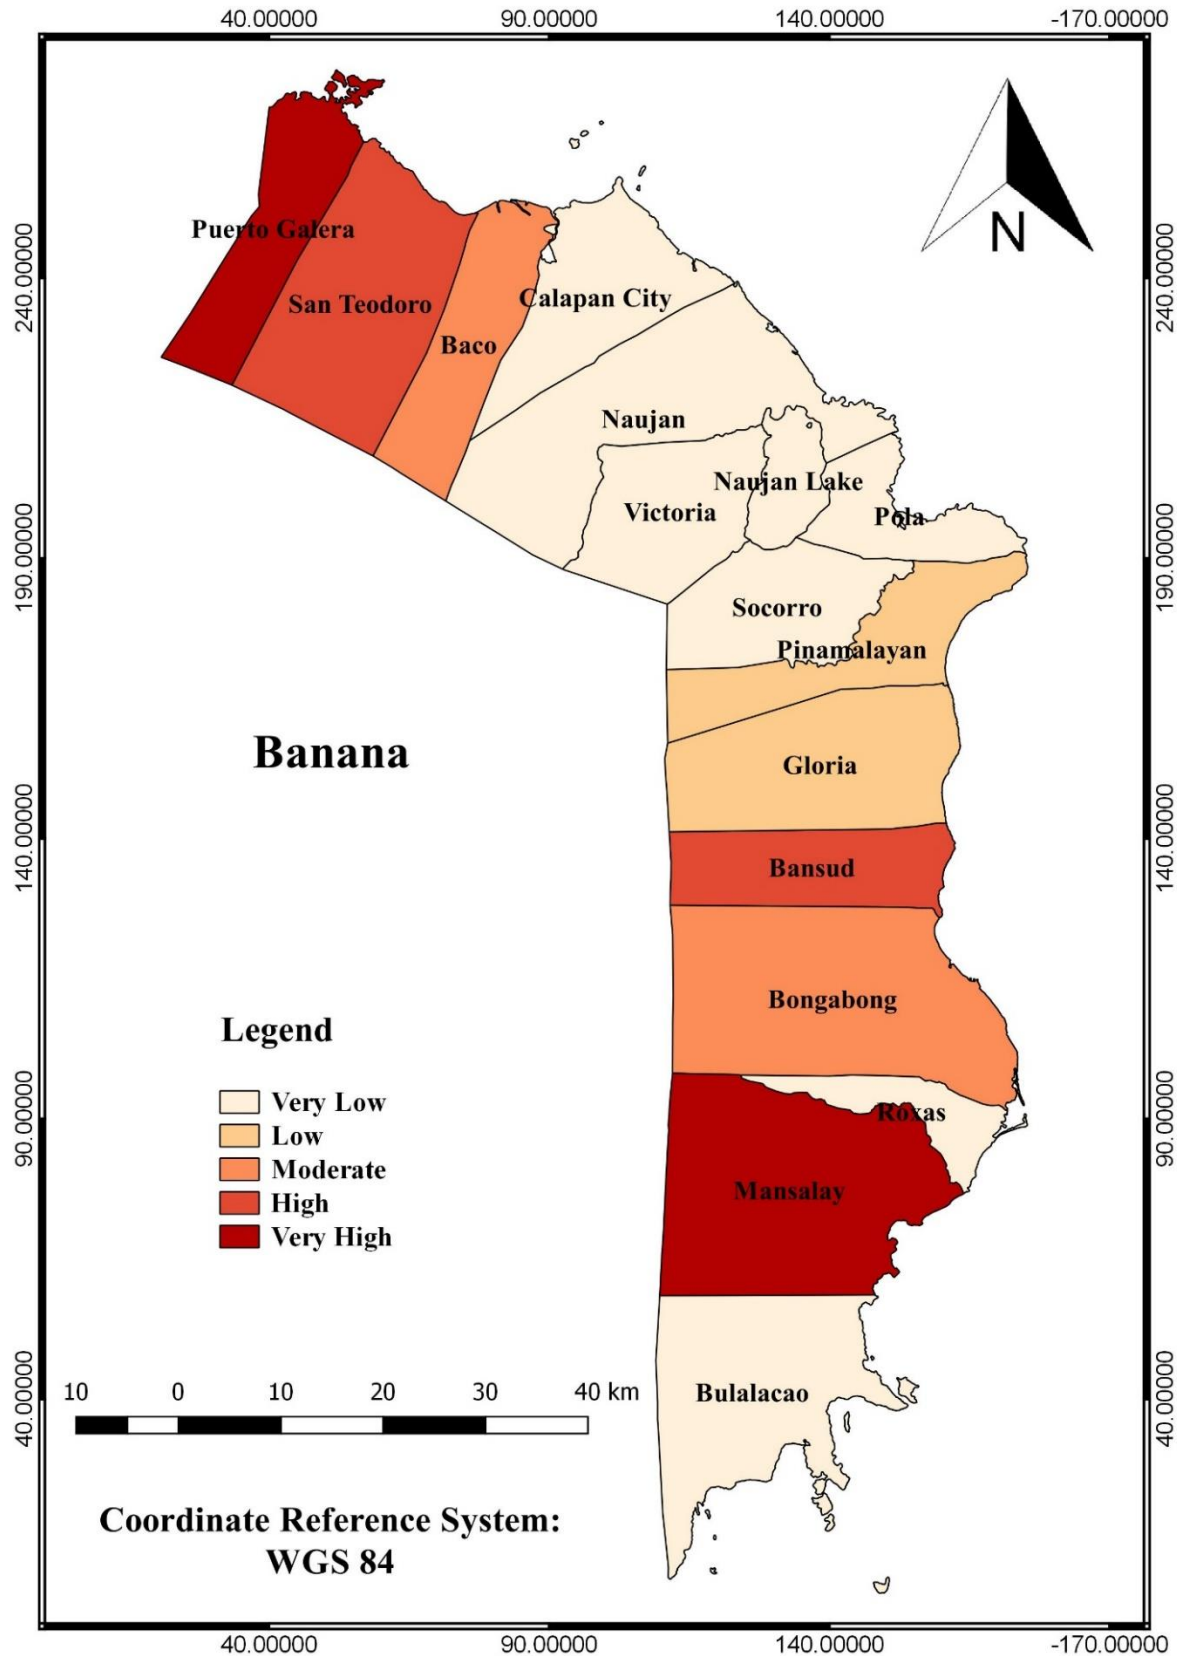 40.00000 90.00000 140.00000 -170.00000
N
Puerto Galera
San Teodoro
Baco
Calapan City
Naujan
Naujan Lake
Victoria
Pola
Socorro
Pinamalayan
Gloria
Bansud
Bongabong
Roxas
Mansalay
Bulalacao
240.00000
190.00000
140.00000
90.00000
40.00000
240.00000
190.00000
140.00000
90.00000
40.00000
Banana
Legend
Very Low
Low
Moderate
High
Very High
10 0 10 20 30 40 km
Coordinate Reference System:
WGS 84
40.00000 90.00000 140.00000 -170.00000